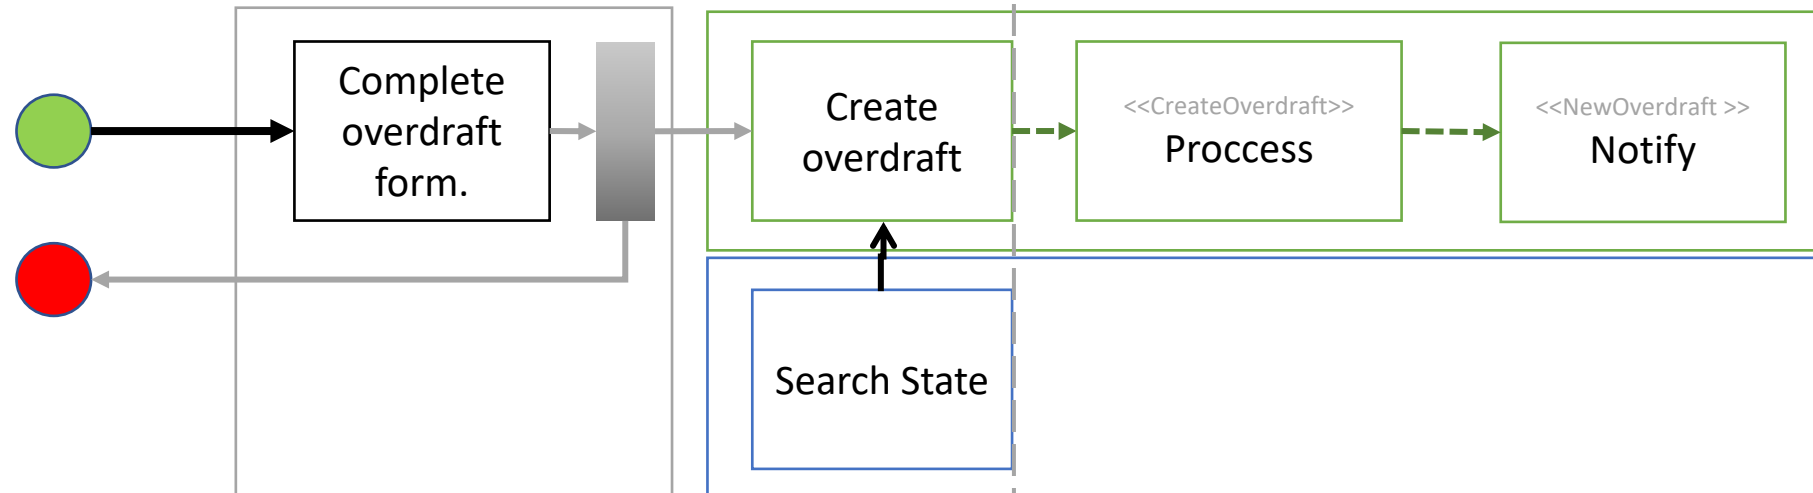 Complete
overdraft
form.
Create
overdraft
<<CreateOverdraft>>
Proccess
<<NewOverdraft >>
Notify
Search State